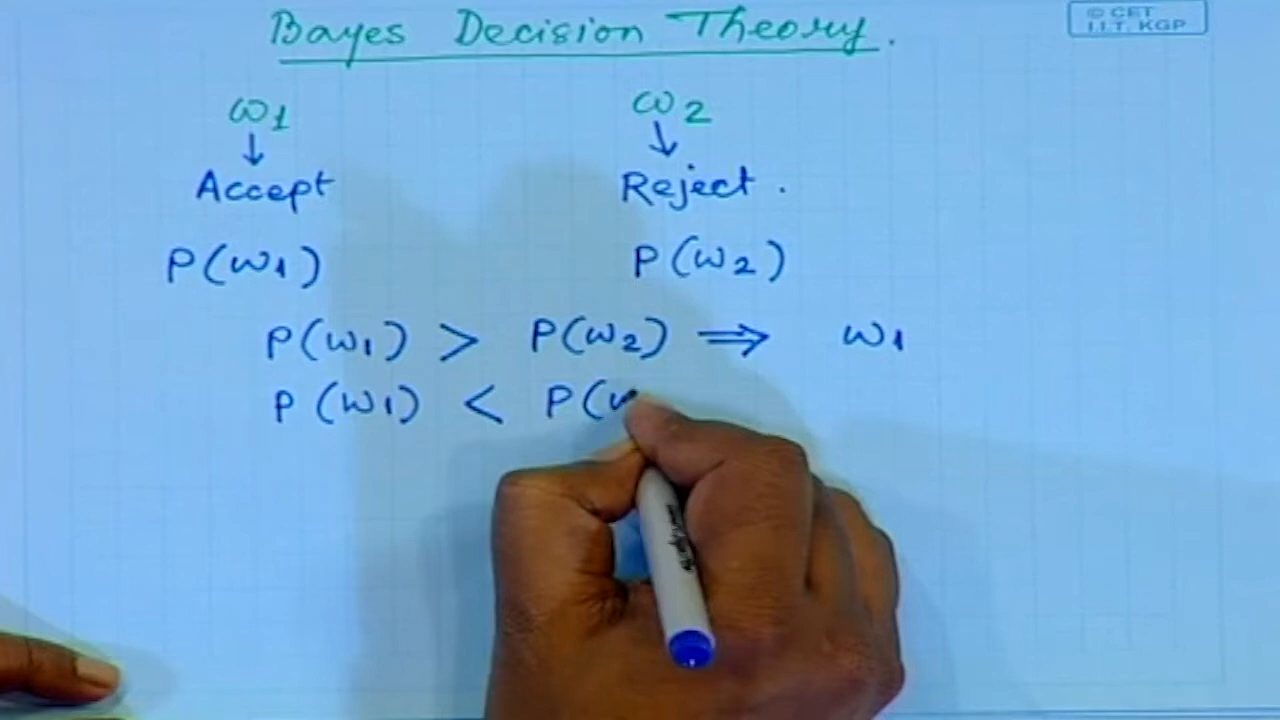 Bayes Decision Theory.
© CET
I.I.T. KGP
ω1 ω2
↓ ↓
Accept Reject.
P(ω1) P(ω2)
P(ω1) > P(ω2) ⇒ ω1
P(ω1) < P(